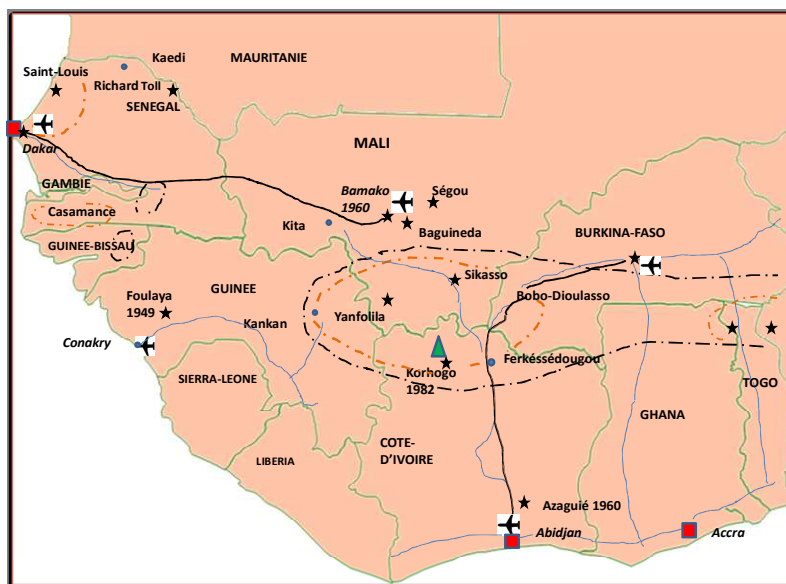 Kaedi
MAURITANIE
Saint-Louis
Richard Toll
SENEGAL
Dakar
MALI
GAMBIE
Bamako
1960
Ségou
Casamance
Kita
Baguineda
BURKINA-FASO
GUINEE-BISSAU
Sikasso
GUINEE
Foulaya
1949
Yanfolila
Bobo-Dioulasso
Kankan
Conakry
Ferkéssédougou
Korhogo
1982
SIERRA-LEONE
TOGO
GHANA
COTE-
D'IVOIRE
LIBERIA
Azaguié 1960
Abidjan
Accra